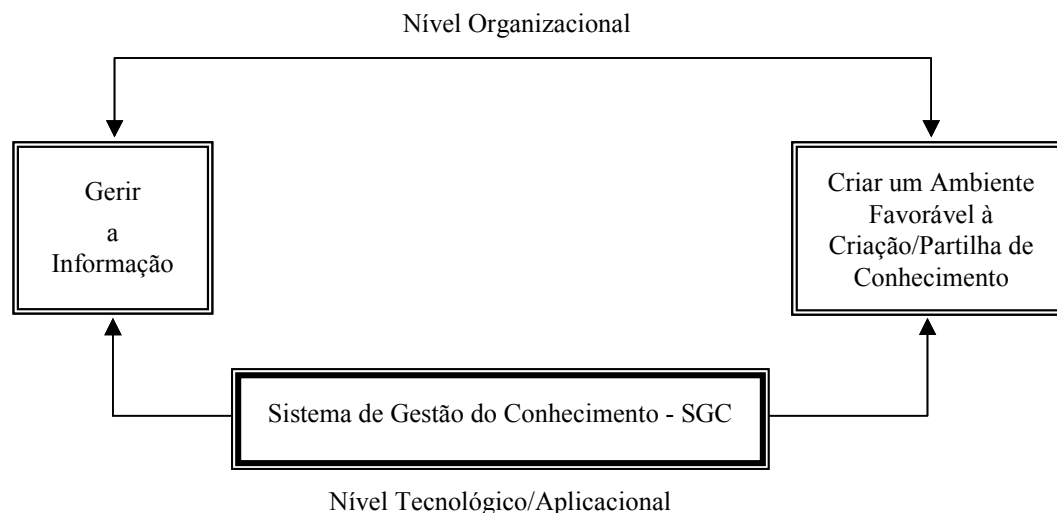 Nível Organizacional
Gerir
a
Informação
Criar um Ambiente
Favorável à
Criação/Partilha de
Conhecimento
Sistema de Gestão do Conhecimento - SGC
Nível Tecnológico/Aplicacional